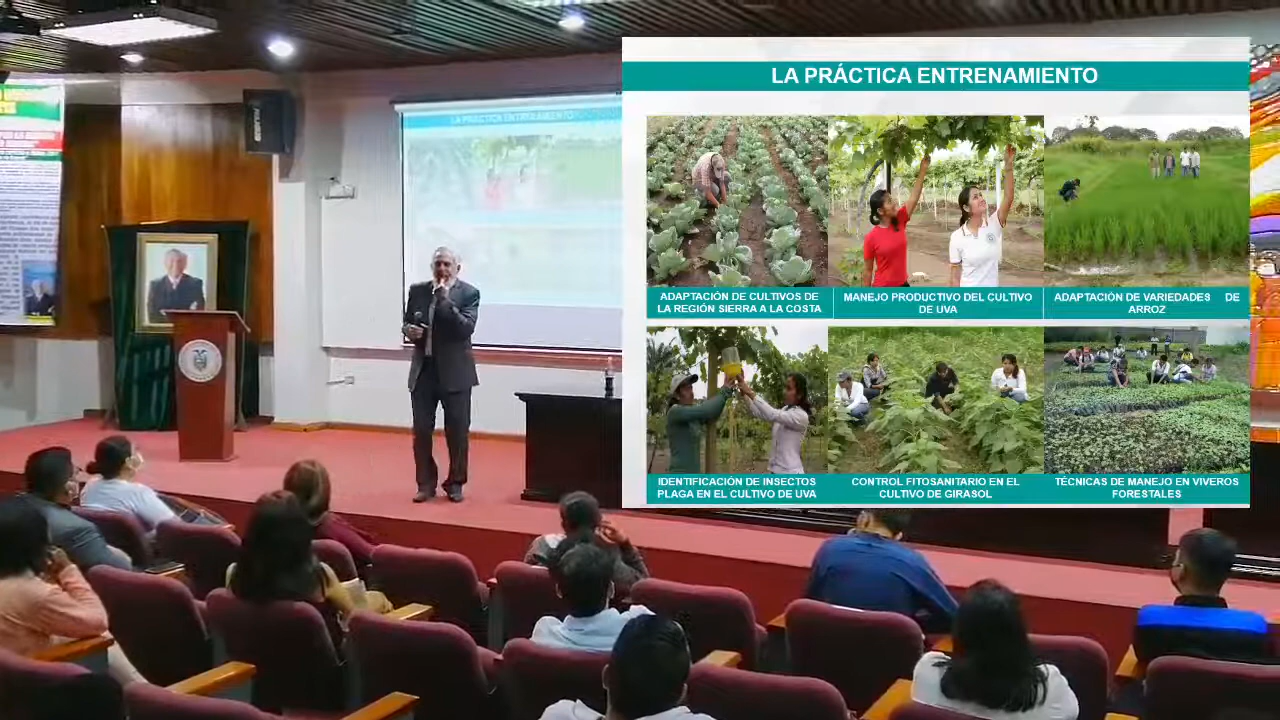 LA PRÁCTICA ENTRENAMIENTO
LA PRÁCTICA ENTRENAMIENTO
ADAPTACIÓN DE CULTIVOS DE
LA REGIÓN SIERRA A LA COSTA
MANEJO PRODUCTIVO DEL CULTIVO
DE UVA
ADAPTACIÓN DE VARIEDADES DE
ARROZ
IDENTIFICACIÓN DE INSECTOS
PLAGA EN EL CULTIVO DE UVA
CONTROL FITOSANITARIO EN EL
CULTIVO DE GIRASOL
TÉCNICAS DE MANEJO EN VIVEROS
FORESTALES